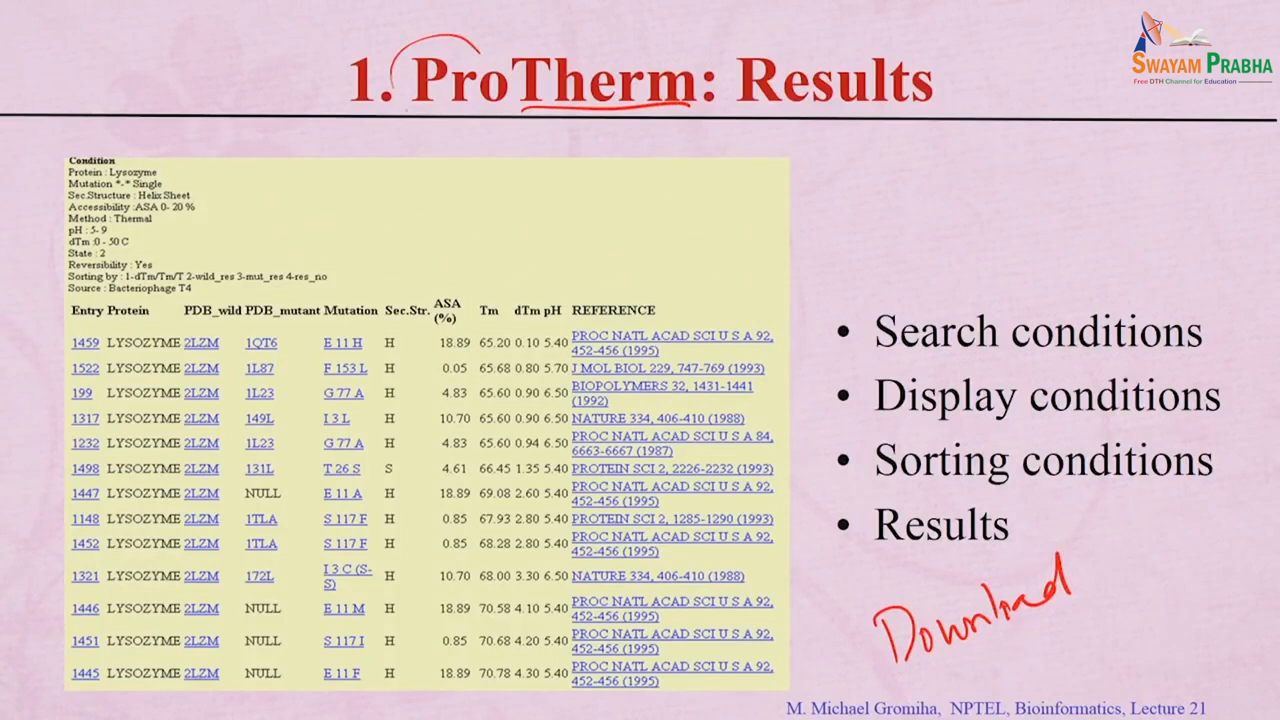 1. ProTherm: Results
SWAYAM PRABHA
Free DTH Channel for Education
Condition
Protein : Lysozyme
Mutation *-* Single
Sec.Structure : Helix Sheet
Accessibility :ASA 0- 20 %
Method : Thermal
pH : 5- 9
dTm :0 - 50 C
State : 2
Reversibility : Yes
Sorting by : 1-dTm/Tm/T 2-wild_res 3-mut_res 4-res_no
Source : Bacteriophage T4
Entry Protein PDB_wild PDB_mutant Mutation Sec.Str. ASA (%) Tm dTm pH REFERENCE
1459 LYSOZYME 2LZM 1QT6 E 11 H H 18.89 65.20 0.10 5.40 PROC NATL ACAD SCI U S A 92, 452-456 (1995)
1522 LYSOZYME 2LZM 1L87 F 153 L H 0.05 65.68 0.80 5.70 J MOL BIOL 229, 747-769 (1993)
199 LYSOZYME 2LZM 1L23 G 77 A H 4.83 65.60 0.90 6.50 BIOPOLYMERS 32, 1431-1441 (1992)
1317 LYSOZYME 2LZM 149L I 3 L H 10.70 65.60 0.90 6.50 NATURE 334, 406-410 (1988)
1232 LYSOZYME 2LZM 1L23 G 77 A H 4.83 65.60 0.94 6.50 PROC NATL ACAD SCI U S A 84, 6663-6667 (1987)
1498 LYSOZYME 2LZM 131L T 26 S S 4.61 66.45 1.35 5.40 PROTEIN SCI 2, 2226-2232 (1993)
1447 LYSOZYME 2LZM NULL E 11 A H 18.89 69.08 2.60 5.40 PROC NATL ACAD SCI U S A 92, 452-456 (1995)
1148 LYSOZYME 2LZM 1TLA S 117 F H 0.85 67.93 2.80 5.40 PROTEIN SCI 2, 1285-1290 (1993)
1452 LYSOZYME 2LZM 1TLA S 117 F H 0.85 68.28 2.80 5.40 PROC NATL ACAD SCI U S A 92, 452-456 (1995)
1321 LYSOZYME 2LZM 172L I 3 C (S-S) H 10.70 68.00 3.30 6.50 NATURE 334, 406-410 (1988)
1446 LYSOZYME 2LZM NULL E 11 M H 18.89 70.58 4.10 5.40 PROC NATL ACAD SCI U S A 92, 452-456 (1995)
1451 LYSOZYME 2LZM NULL S 117 I H 0.85 70.68 4.20 5.40 PROC NATL ACAD SCI U S A 92, 452-456 (1995)
1445 LYSOZYME 2LZM NULL E 11 F H 18.89 70.78 4.30 5.40 PROC NATL ACAD SCI U S A 92, 452-456 (1995)
• Search conditions
• Display conditions
• Sorting conditions
• Results
Download
M. Michael Gromiha, NPTEL, Bioinformatics, Lecture 21